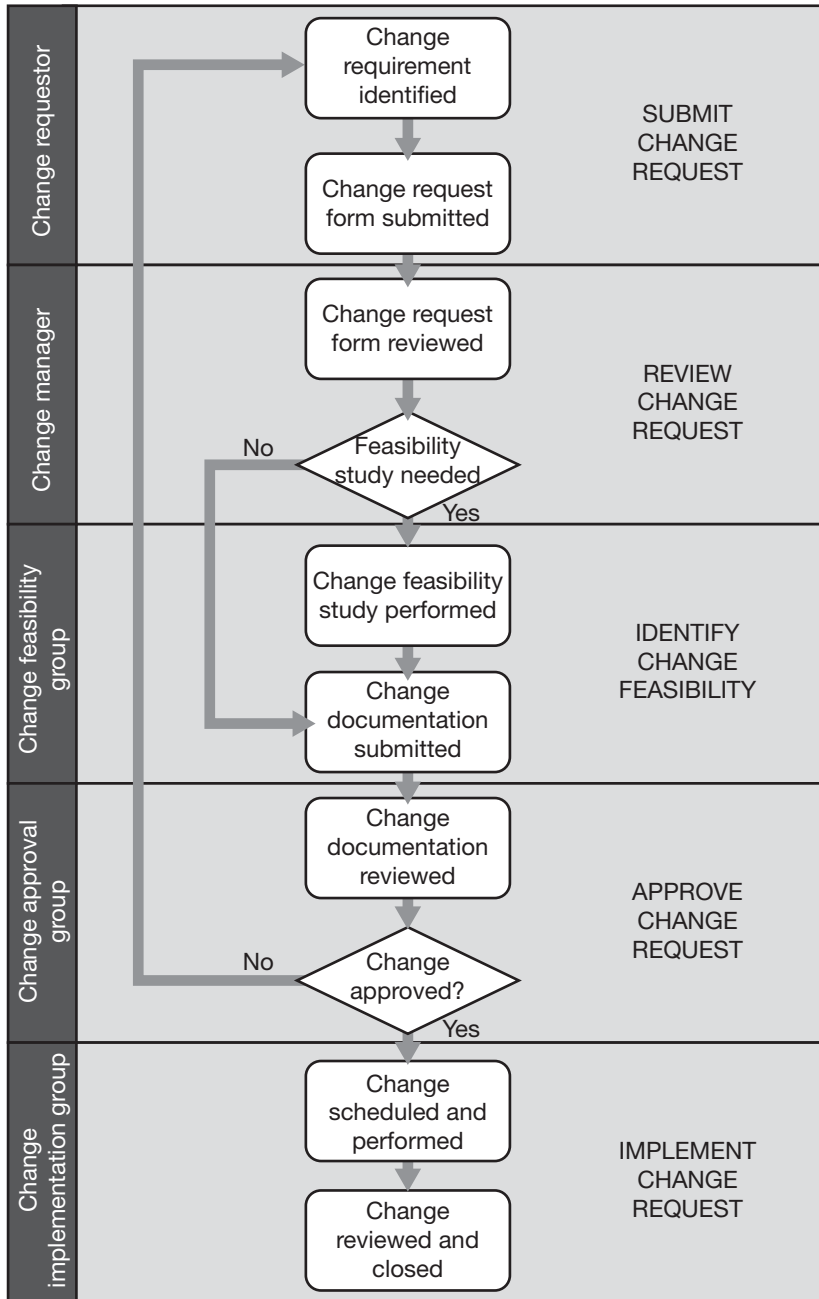 Change requestor
Change
requirement
identified
Change request
form submitted
SUBMIT
CHANGE
REQUEST
Change manager
Change request
form reviewed
Feasibility
study needed
No
Yes
REVIEW
CHANGE
REQUEST
Change feasibility
group
Change feasibility
study performed
Change
documentation
submitted
IDENTIFY
CHANGE
FEASIBILITY
Change approval
group
Change
documentation
reviewed
Change
approved?
No
Yes
APPROVE
CHANGE
REQUEST
Change
implementation group
Change
scheduled and
performed
Change
reviewed and
closed
IMPLEMENT
CHANGE
REQUEST